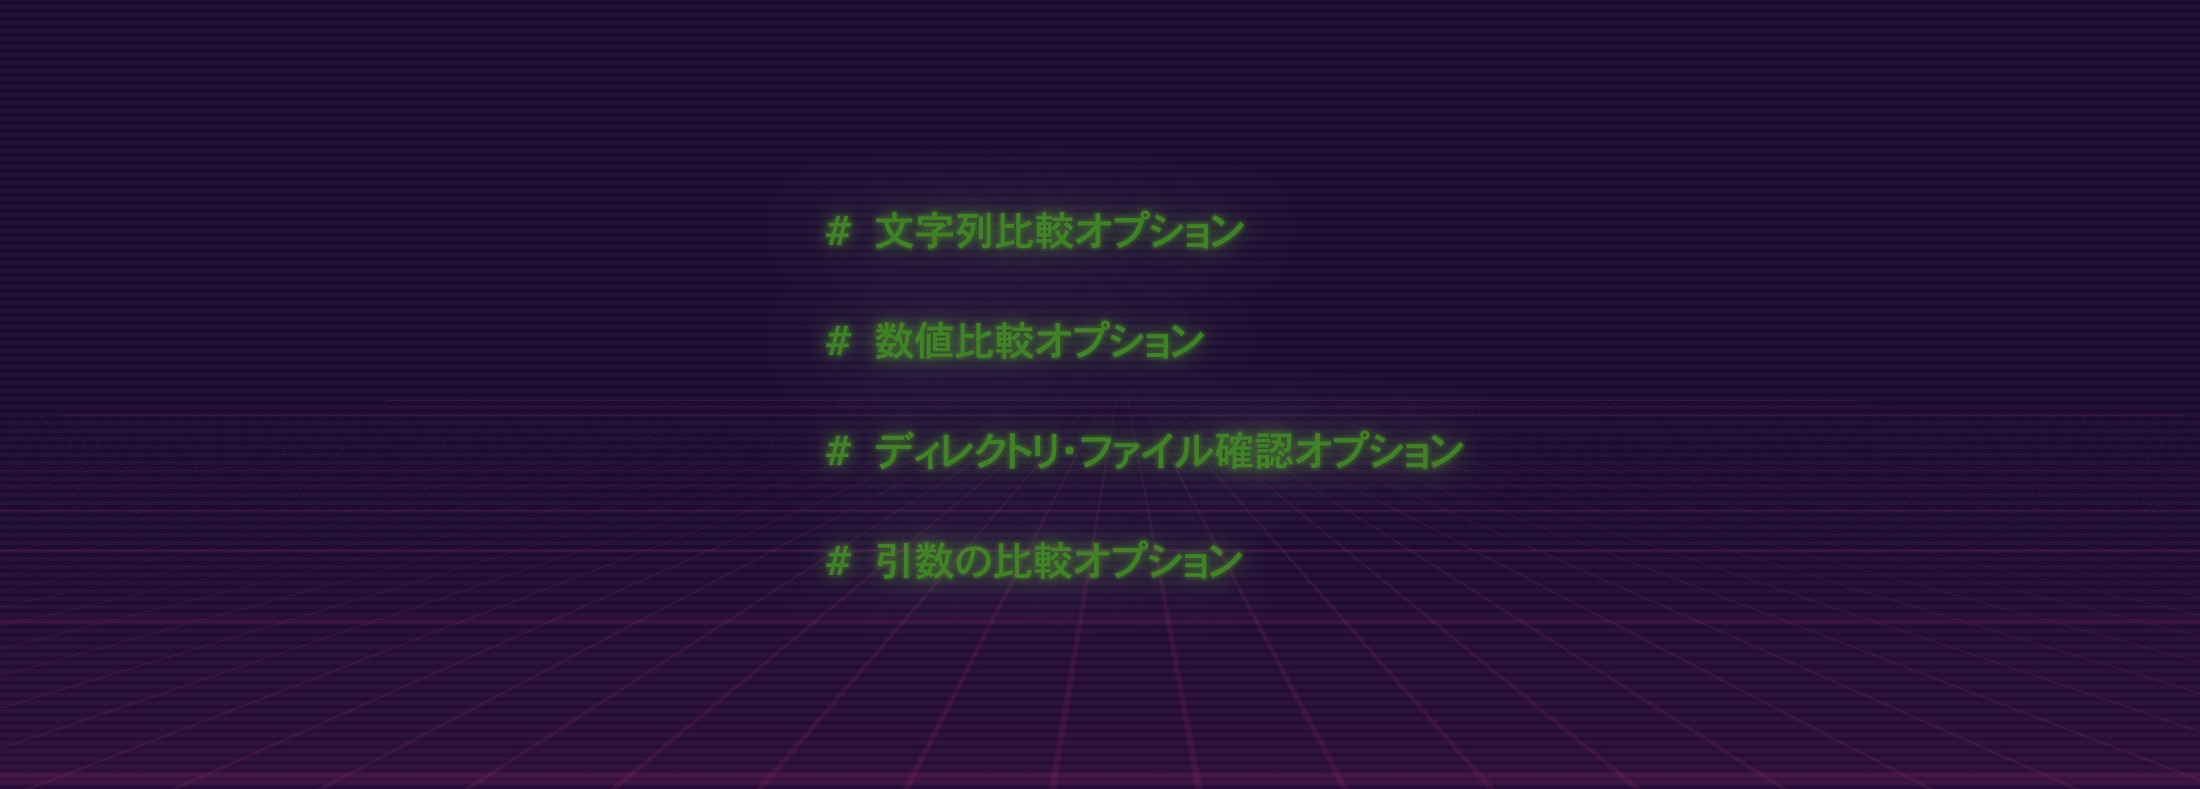 # 文字列比較オプション
# 数値比較オプション
# ディレクトリ・ファイル確認オプション
# 引数の比較オプション